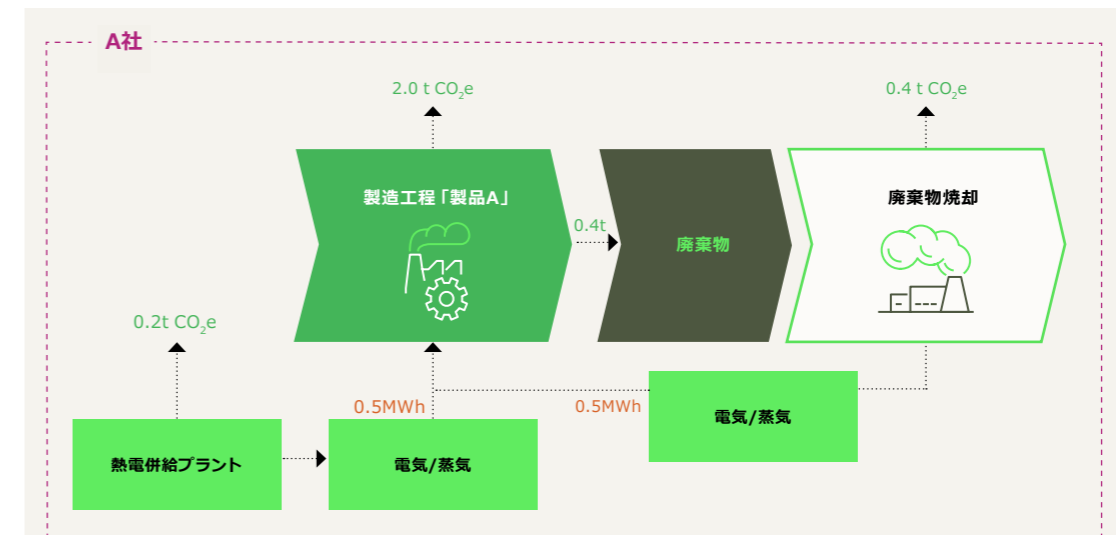 A社
2.0 t CO₂e
0.4 t CO₂e
製造工程「製品A」
0.4t
廃棄物
廃棄物焼却
0.2t CO₂e
0.5MWh
0.5MWh
電気/蒸気
熱電併給プラント
電気/蒸気